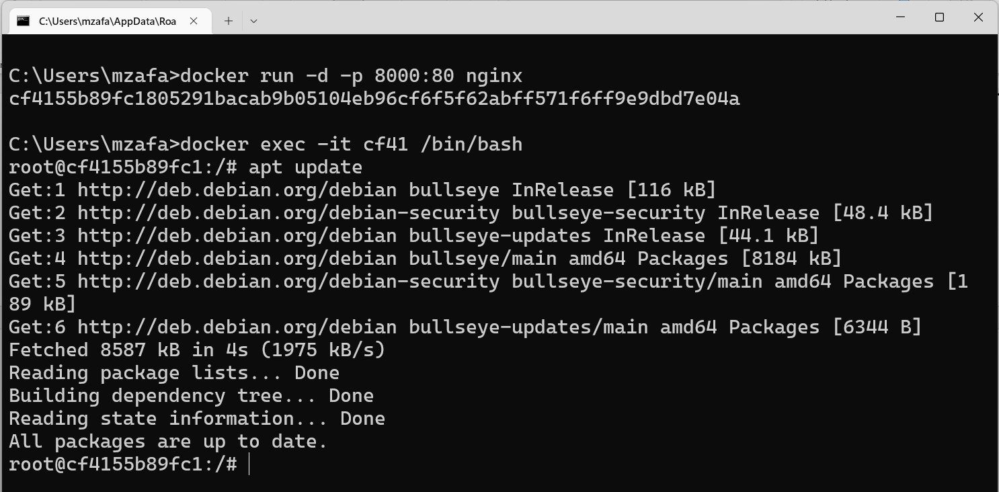 C:\Users\mzafa\AppData\Roa
C:\Users\mzafa>docker run -d -p 8000:80 nginx
cf4155b89fc1805291bacab9b05104eb96cf6f5f62abff571f6ff9e9dbd7e04a
C:\Users\mzafa>docker exec -it cf41 /bin/bash
root@cf4155b89fc1:/# apt update
Get:1 http://deb.debian.org/debian bullseye InRelease [116 kB]
Get:2 http://deb.debian.org/debian-security bullseye-security InRelease [48.4 kB]
Get:3 http://deb.debian.org/debian bullseye-updates InRelease [44.1 kB]
Get:4 http://deb.debian.org/debian bullseye/main amd64 Packages [8184 kB]
Get:5 http://deb.debian.org/debian-security bullseye-security/main amd64 Packages [1
89 kB]
Get:6 http://deb.debian.org/debian bullseye-updates/main amd64 Packages [6344 B]
Fetched 8587 kB in 4s (1975 kB/s)
Reading package lists... Done
Building dependency tree... Done
Reading state information... Done
All packages are up to date.
root@cf4155b89fc1:/#